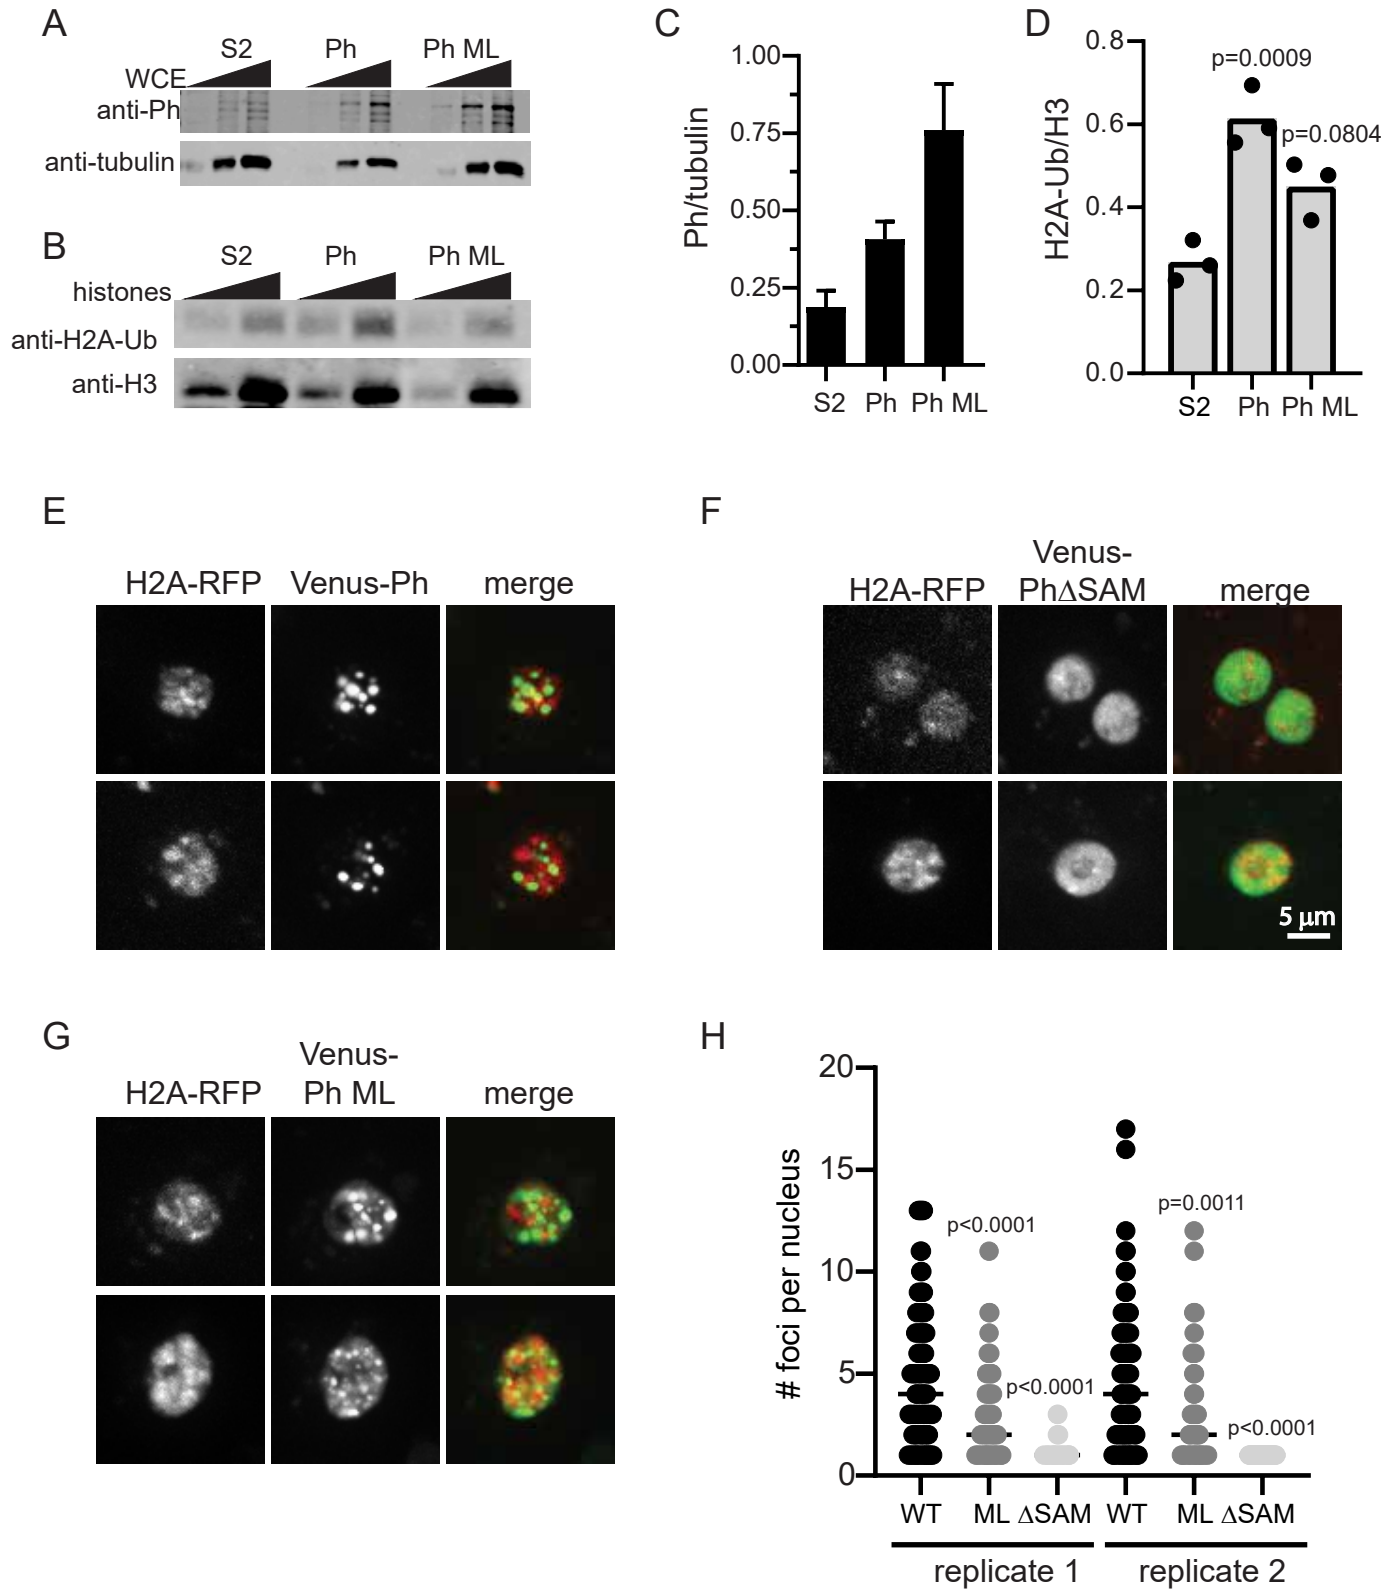 A
S2 Ph Ph ML
WCE
anti-Ph
anti-tubulin
B
S2 Ph Ph ML
histones
anti-H2A-Ub
anti-H3
C
1.00
0.75
0.50
0.25
0.00
Ph/tubulin
S2 Ph Ph ML
D
0.8
0.6
0.4
0.2
0.0
H2A-Ub/H3
p=0.0009
p=0.0804
S2 Ph Ph ML
E
H2A-RFP Venus-Ph merge
F
Venus-
H2A-RFP Ph∆SAM merge
5 µm
G
Venus-
H2A-RFP Ph ML merge
H
20
15
10
5
0
# foci per nucleus
p<0.0001
p<0.0001
p=0.0011
p<0.0001
WT ML ∆SAM WT ML ∆SAM
replicate 1 replicate 2